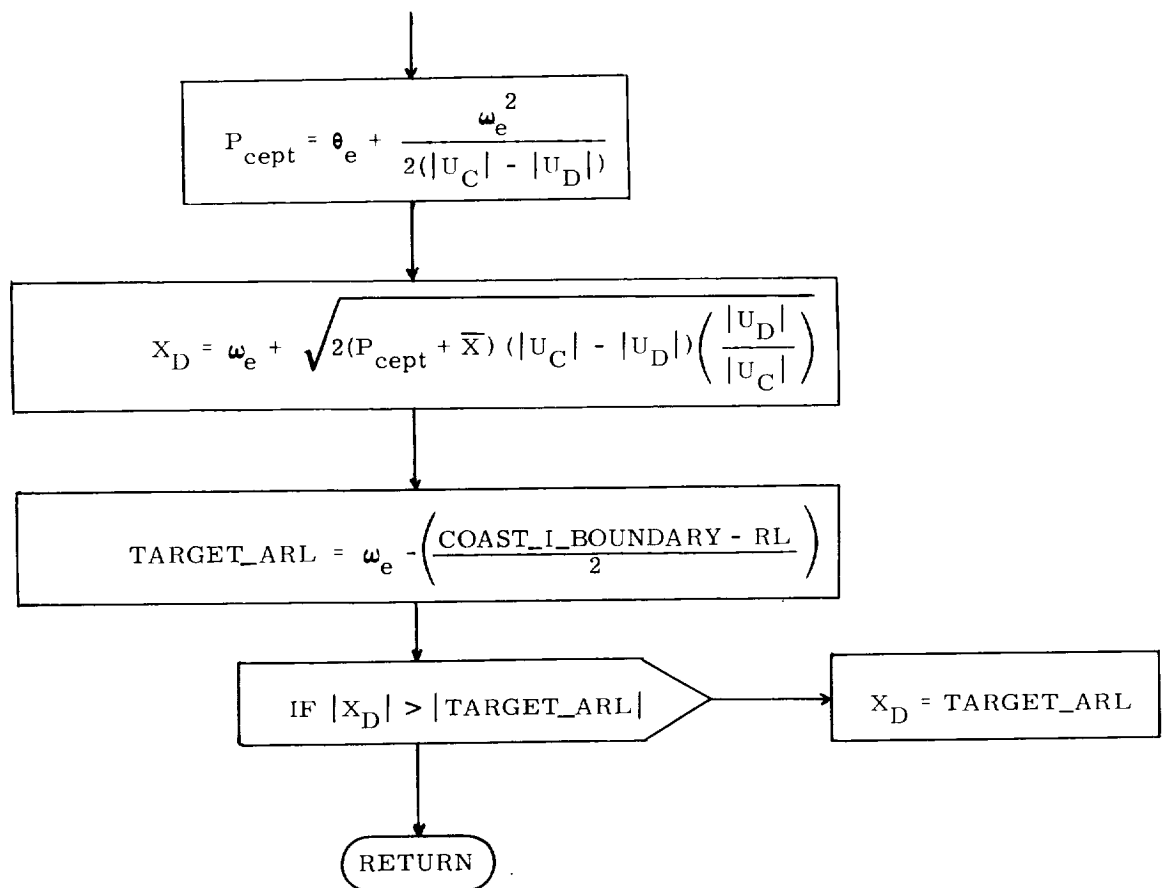 P_cept = θ_e + ω_e^2 / 2(|U_C| - |U_D|)
X_D = ω_e + √(2(P_cept + X̅) (|U_C| - |U_D|) (|U_D| / |U_C|))
TARGET_ARL = ω_e - (COAST_I_BOUNDARY - RL / 2)
IF |X_D| > |TARGET_ARL|
X_D = TARGET_ARL
RETURN